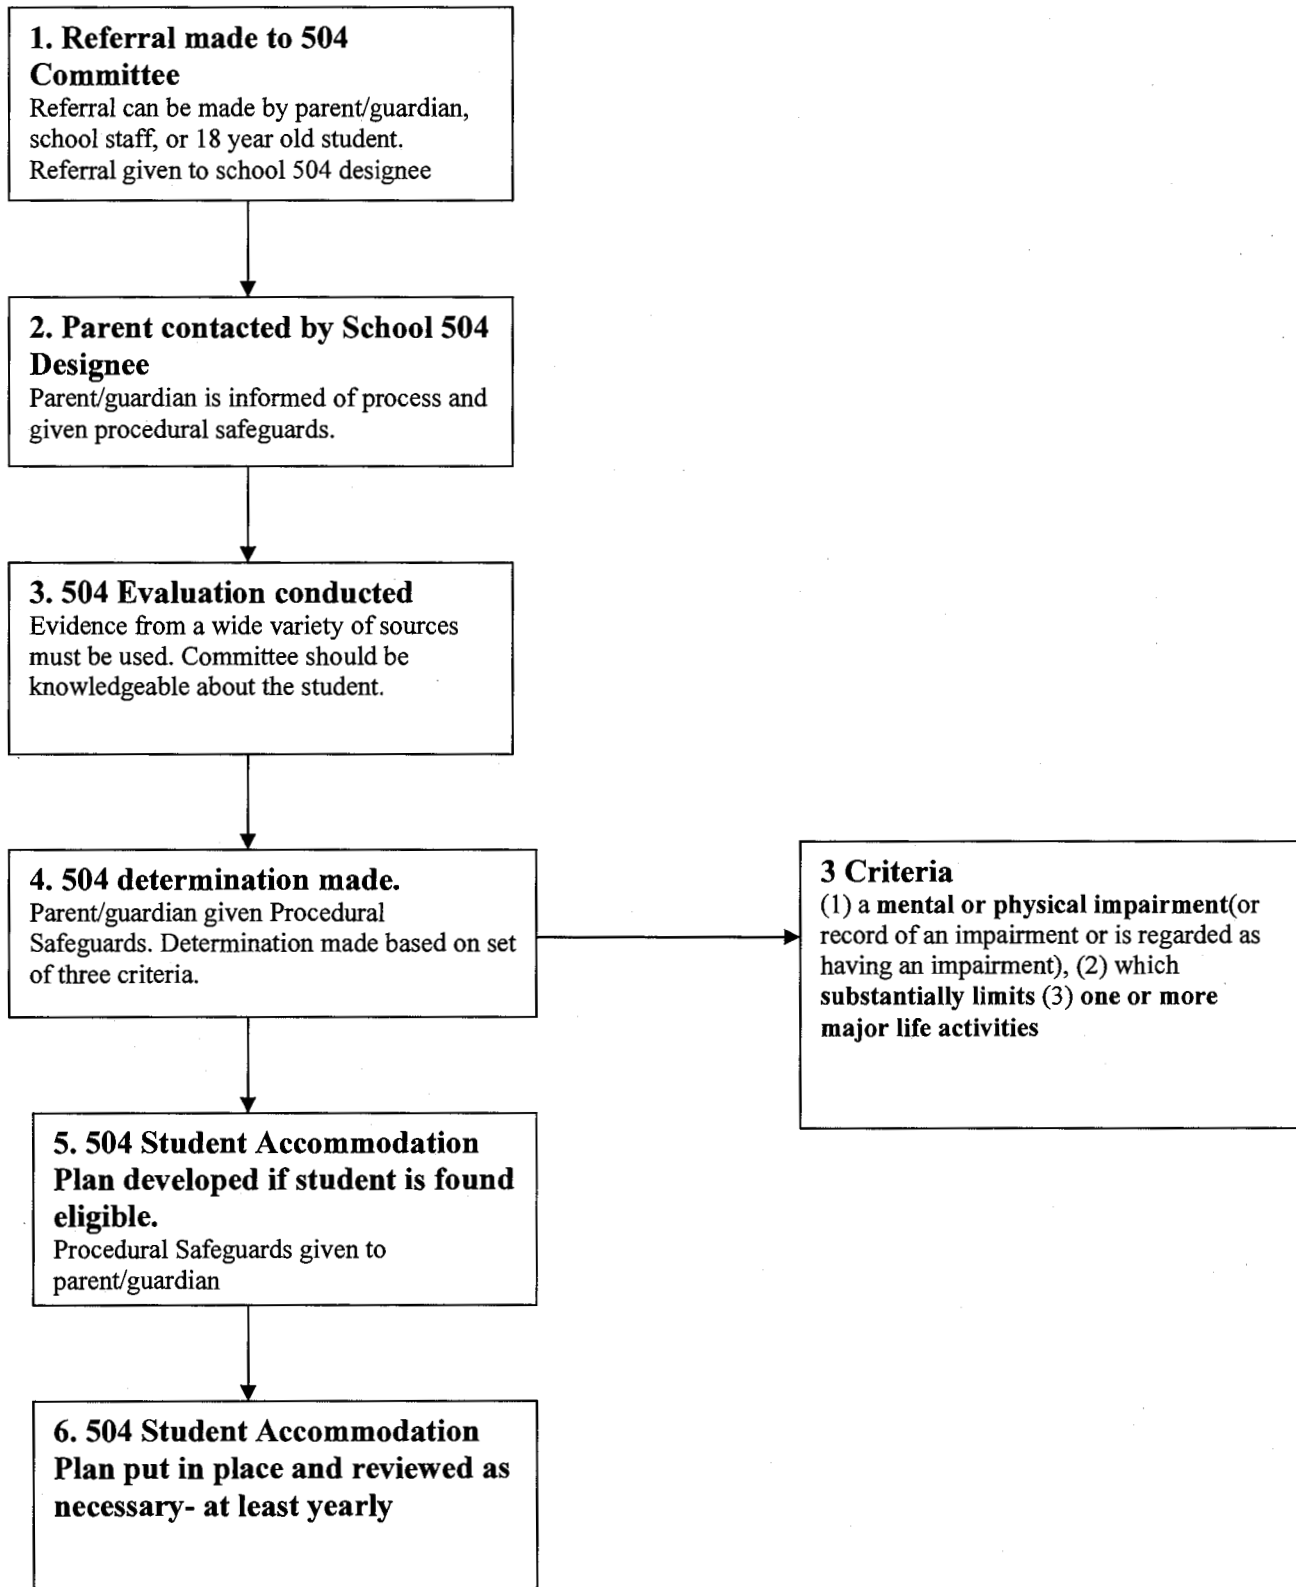 1. Referral made to 504
Committee
Referral can be made by parent/guardian,
school staff, or 18 year old student.
Referral given to school 504 designee
2. Parent contacted by School 504
Designee
Parent/guardian is informed of process and
given procedural safeguards.
3. 504 Evaluation conducted
Evidence from a wide variety of sources
must be used. Committee should be
knowledgeable about the student.
4. 504 determination made.
Parent/guardian given Procedural
Safeguards. Determination made based on set
of three criteria.
3 Criteria
(1) a mental or physical impairment(or
record of an impairment or is regarded as
having an impairment), (2) which
substantially limits (3) one or more
major life activities
5. 504 Student Accommodation
Plan developed if student is found
eligible.
Procedural Safeguards given to
parent/guardian
6. 504 Student Accommodation
Plan put in place and reviewed as
necessary- at least yearly